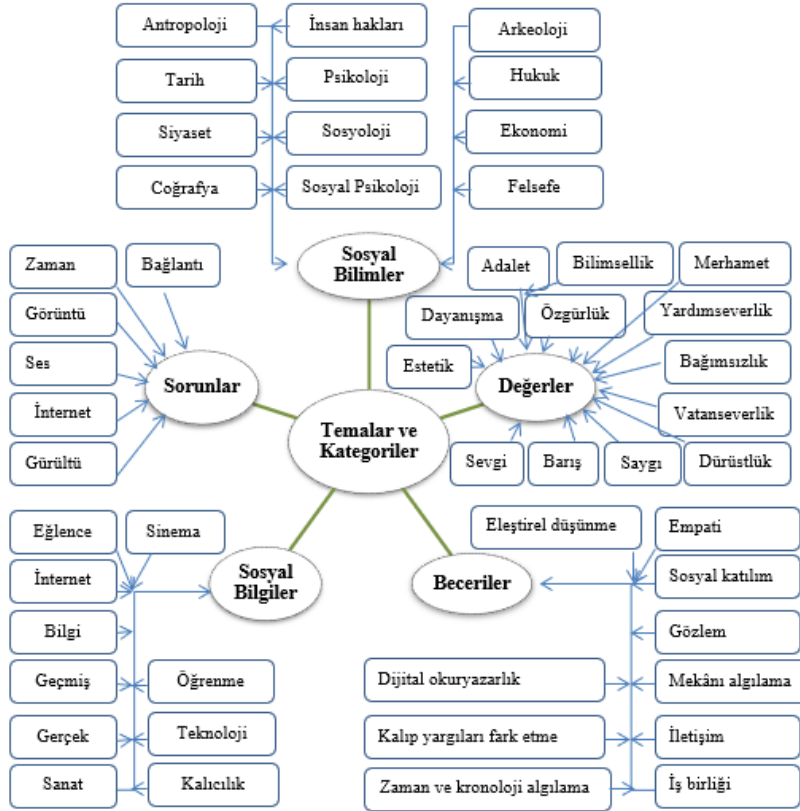 Antropoloji
İnsan hakları
Arkeoloji
Tarih
Psikoloji
Hukuk
Siyaset
Sosyoloji
Ekonomi
Coğrafya
Sosyal Psikoloji
Felsefe
Sosyal
Bilimler
Zaman
Bağlantı
Görüntü
Ses
İnternet
Gürültü
Sorunlar
Adalet
Bilimsellik
Merhamet
Dayanışma
Özgürlük
Yardımseverlik
Estetik
Değerler
Bağımsızlık
Vatanseverlik
Sevgi
Barış
Saygı
Dürüstlük
Temalar ve
Kategoriler
Eğlence
Sinema
İnternet
Bilgi
Geçmiş
Öğrenme
Gerçek
Teknoloji
Sanat
Kalıcılık
Sosyal
Bilgiler
Beceriler
Eleştirel düşünme
Empati
Sosyal katılım
Gözlem
Dijital okuryazarlık
Mekânı algılama
Kalıp yargıları fark etme
İletişim
Zaman ve kronoloji algılama
İş birliği